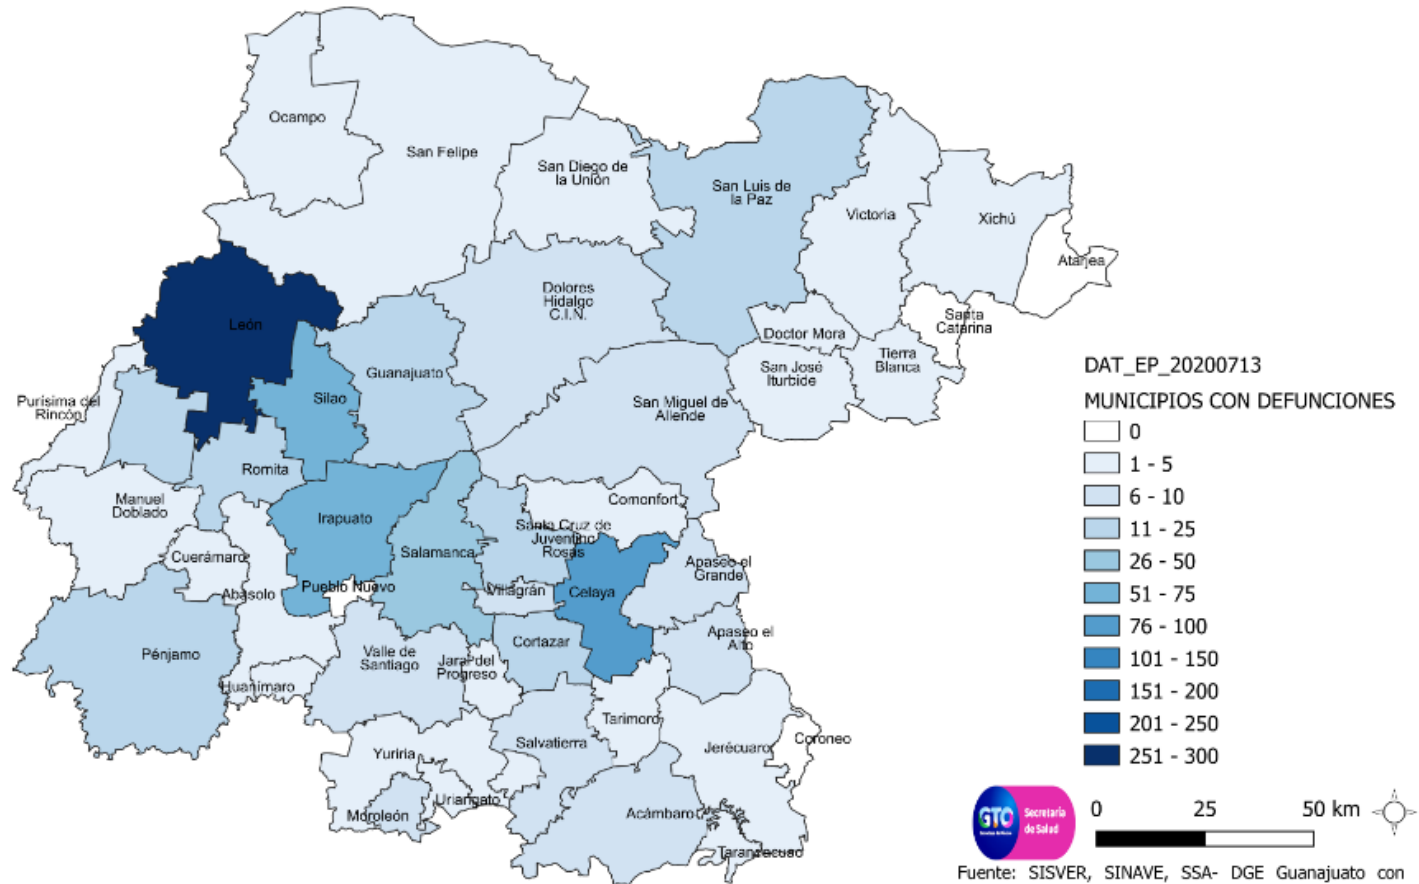 Ocampo
San Felipe
San Diego de
la Unión
San Luis de
la Paz
Victoria
Xichú
Atarjea
Dolores
Hidalgo
C.I.N.
León
Santa
Catarina
Doctor Mora
Tierra
Blanca
San José
Iturbide
Guanajuato
Silao
San Miguel de
Allende
Purísima del
Rincón
Romita
Manuel
Doblado
Irapuato
Comonfort
Santa Cruz de
Juventino
Rosas
Salamanca
Cuerámaro
Apaseo el
Grande
Abasolo
Pueblo Nuevo
Villagrán
Celaya
Pénjamo
Valle de
Santiago
Jaral del
Progreso
Cortazar
Apaseo el
Alto
Huanímaro
Tarimoro
Yuriria
Salvatierra
Jerécuaro
Coroneo
Uriangato
Moroleón
Acámbaro
Tarandacuao
DAT_EP_20200713
MUNICIPIOS CON DEFUNCIONES
0
1 - 5
6 - 10
11 - 25
26 - 50
51 - 75
76 - 100
101 - 150
151 - 200
201 - 250
251 - 300
GTO
Secretaría
de Salud
0 25 50 km
Fuente: SISVER, SINAVE, SSA- DGE Guanajuato con